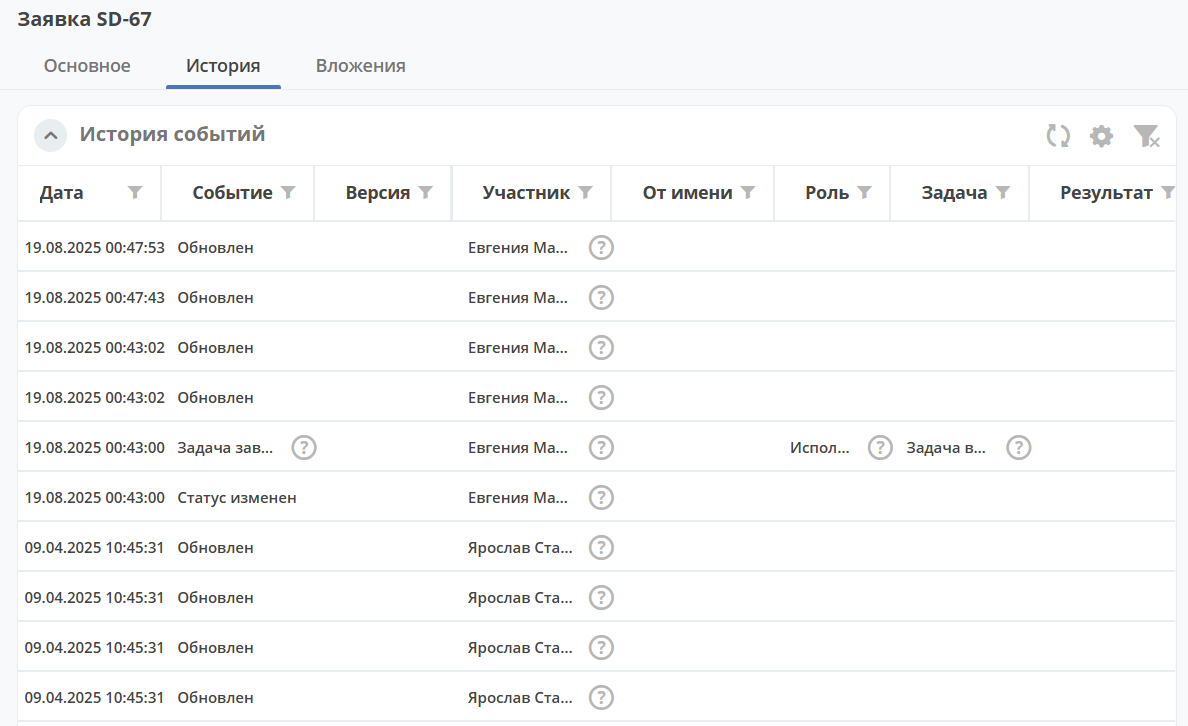 Заявка SD-67
Основное История Вложения
История событий
Дата Событие Версия Участник От имени Роль Задача Результат
19.08.2025 00:47:53 Обновлен Евгения Ма... ?
19.08.2025 00:47:43 Обновлен Евгения Ма... ?
19.08.2025 00:43:02 Обновлен Евгения Ма... ?
19.08.2025 00:43:02 Обновлен Евгения Ма... ?
19.08.2025 00:43:00 Задача зав... ? Евгения Ма... ? Испол... ? Задача в... ?
19.08.2025 00:43:00 Статус изменен Евгения Ма... ?
09.04.2025 10:45:31 Обновлен Ярослав Ста... ?
09.04.2025 10:45:31 Обновлен Ярослав Ста... ?
09.04.2025 10:45:31 Обновлен Ярослав Ста... ?
09.04.2025 10:45:31 Обновлен Ярослав Ста... ?